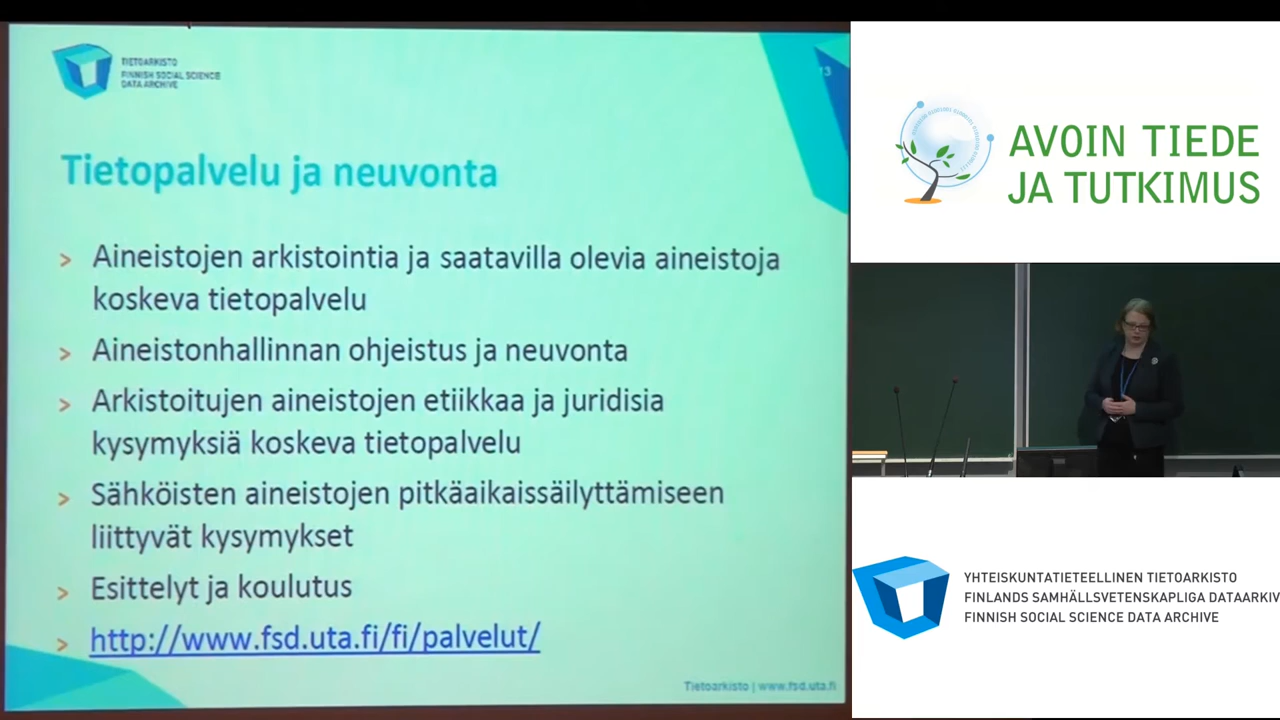 TIETOARKISTO
FINNISH SOCIAL SCIENCE
DATA ARCHIVE
13
Tietopalvelu ja neuvonta
> Aineistojen arkistointia ja saatavilla olevia aineistoja
koskeva tietopalvelu
> Aineistonhallinnan ohjeistus ja neuvonta
> Arkistoitujen aineistojen etiikkaa ja juridisia
kysymyksiä koskeva tietopalvelu
> Sähköisten aineistojen pitkäaikaissäilyttämiseen
liittyvät kysymykset
> Esittelyt ja koulutus
> http://www.fsd.uta.fi/fi/palvelut/
Tietoarkisto | www.fsd.uta.fi
AVOIN TIEDE
JA TUTKIMUS
YHTEISKUNTATIETEELLINEN TIETOARKISTO
FINLANDS SAMHÄLLSVETENSKAPLIGA DATAARKIV
FINNISH SOCIAL SCIENCE DATA ARCHIVE